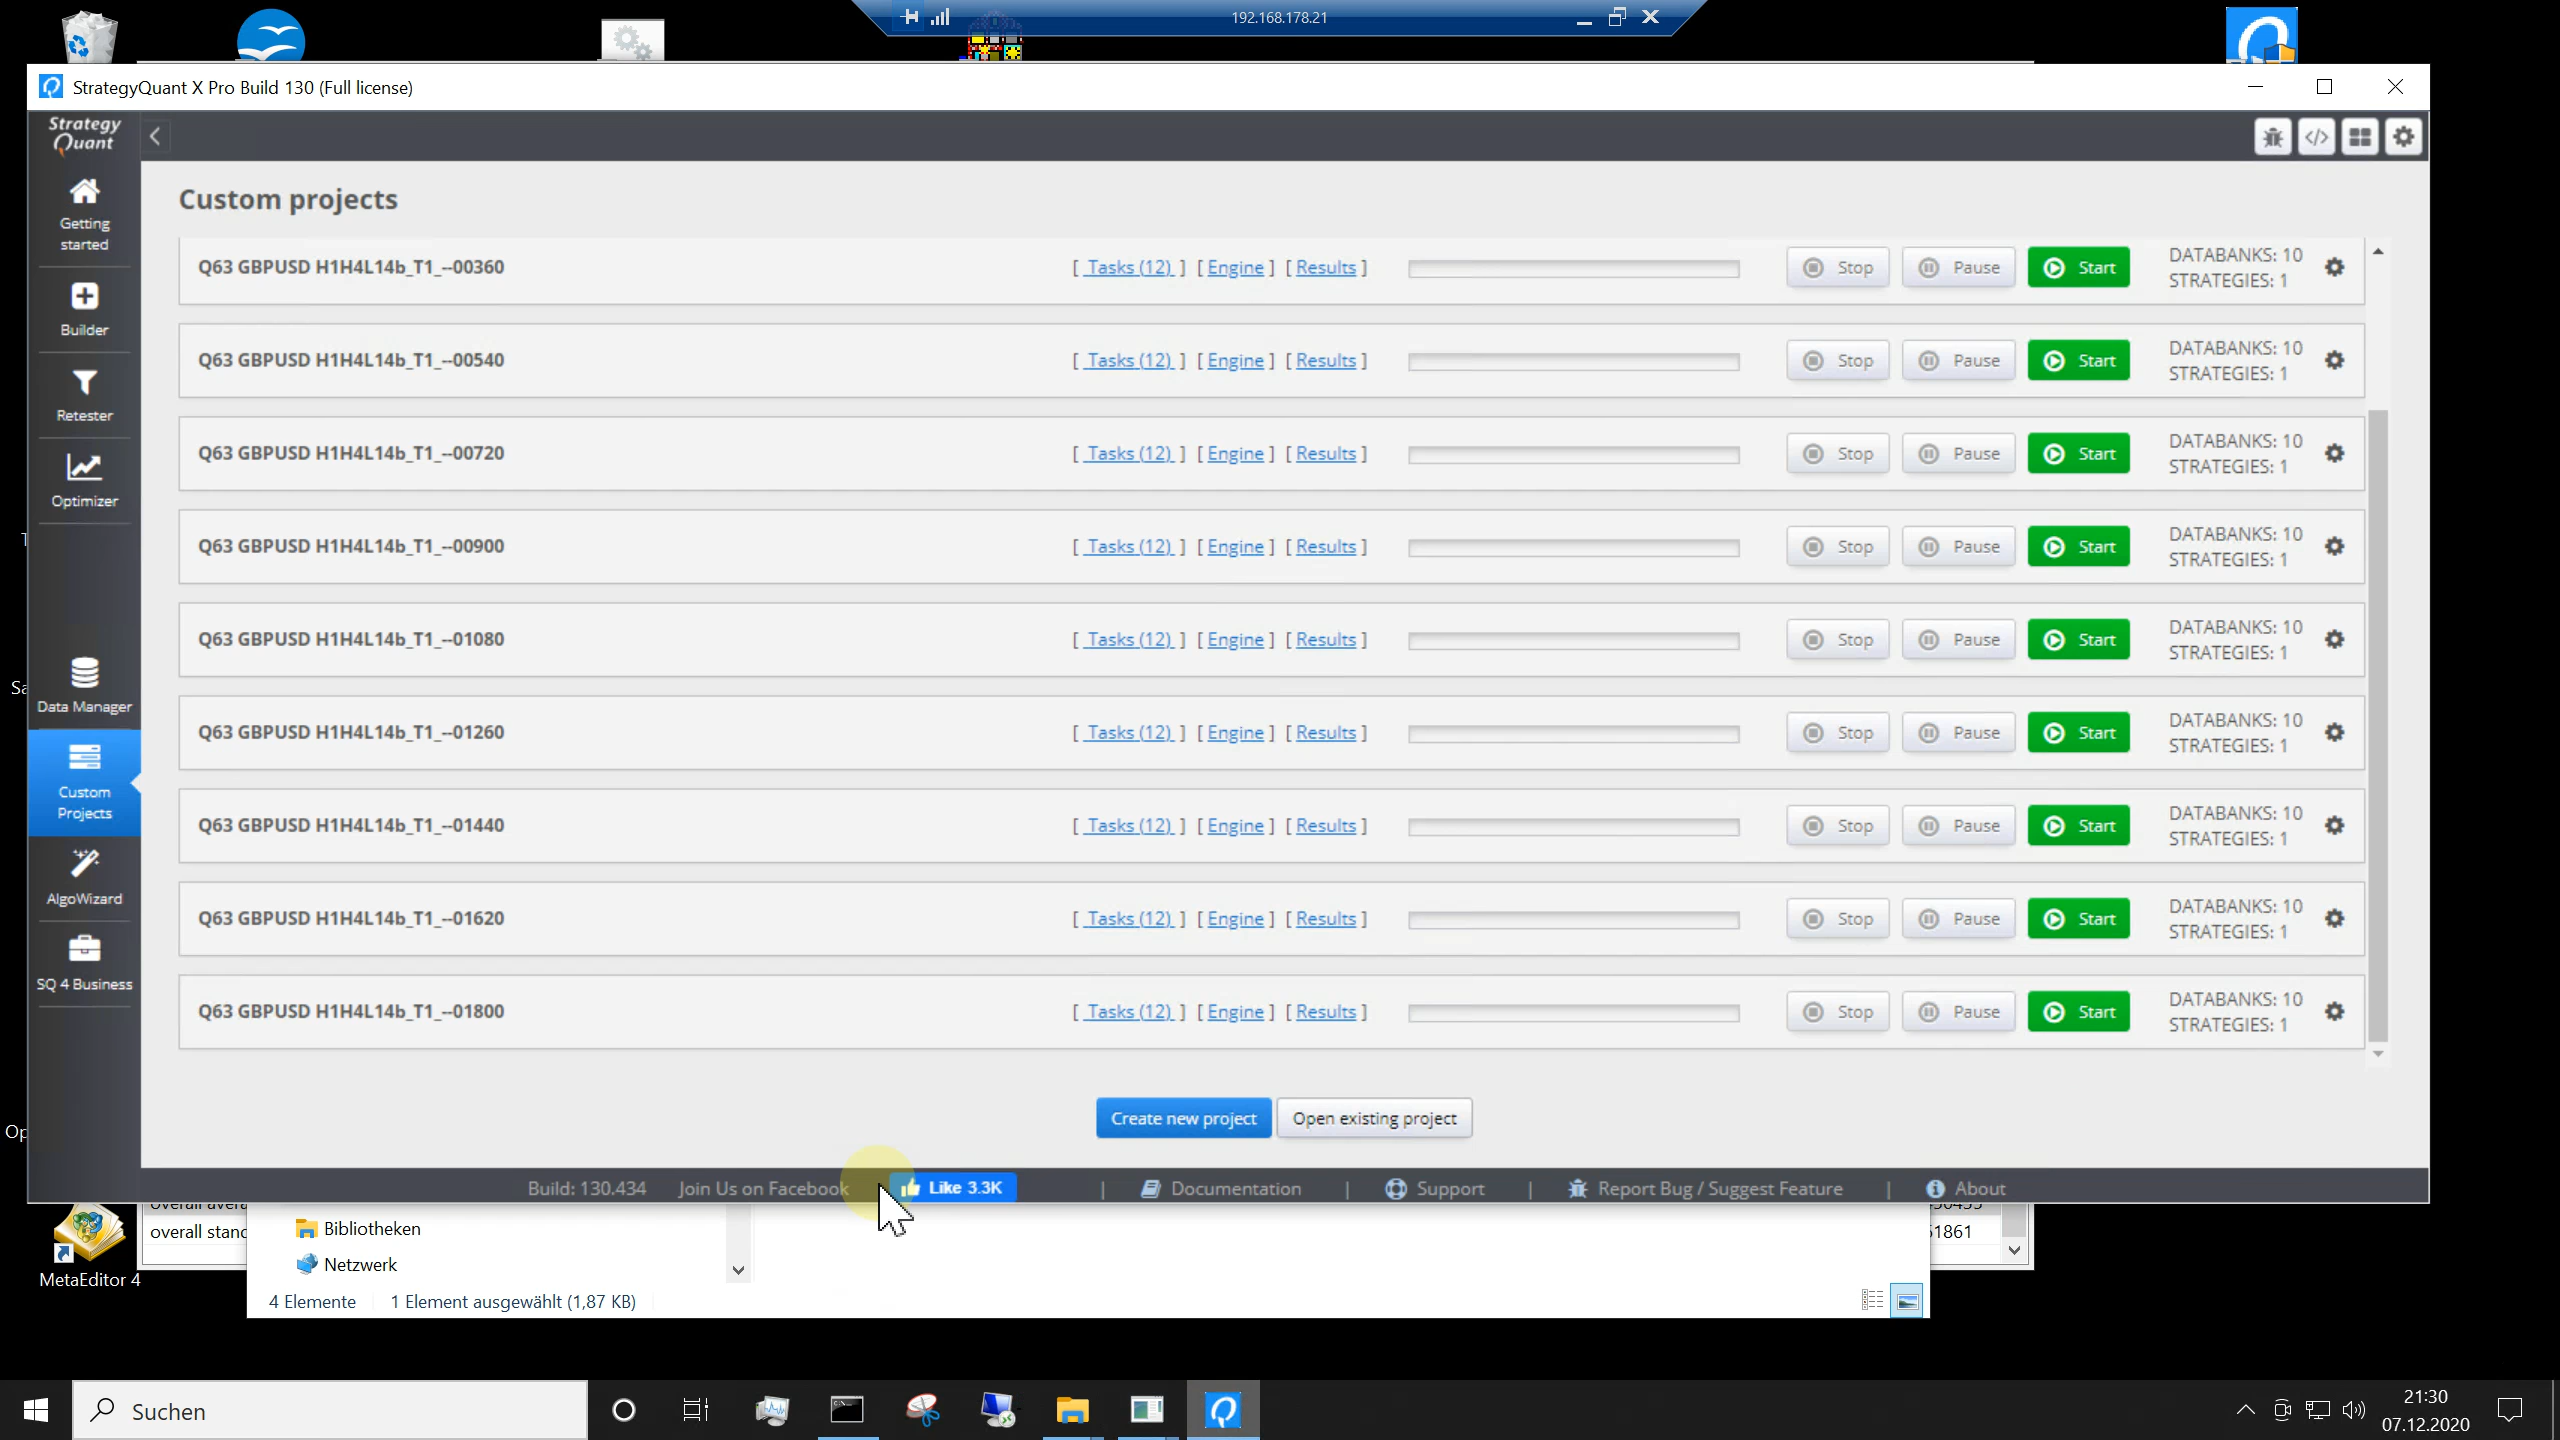 192.168.178.21
StrategyQuant X Pro Build 130 (Full license)
Strategy
Quant
Getting
started
Builder
Retester
Optimizer
Data Manager
Custom
Projects
AlgoWizard
SQ 4 Business
Custom projects
Q63 GBPUSD H1H4L14b_T1_--00360 [ Tasks (12) ] [ Engine ] [ Results ] Stop Pause Start DATABANKS: 10
STRATEGIES: 1
Q63 GBPUSD H1H4L14b_T1_--00540 [ Tasks (12) ] [ Engine ] [ Results ] Stop Pause Start DATABANKS: 10
STRATEGIES: 1
Q63 GBPUSD H1H4L14b_T1_--00720 [ Tasks (12) ] [ Engine ] [ Results ] Stop Pause Start DATABANKS: 10
STRATEGIES: 1
Q63 GBPUSD H1H4L14b_T1_--00900 [ Tasks (12) ] [ Engine ] [ Results ] Stop Pause Start DATABANKS: 10
STRATEGIES: 1
Q63 GBPUSD H1H4L14b_T1_--01080 [ Tasks (12) ] [ Engine ] [ Results ] Stop Pause Start DATABANKS: 10
STRATEGIES: 1
Q63 GBPUSD H1H4L14b_T1_--01260 [ Tasks (12) ] [ Engine ] [ Results ] Stop Pause Start DATABANKS: 10
STRATEGIES: 1
Q63 GBPUSD H1H4L14b_T1_--01440 [ Tasks (12) ] [ Engine ] [ Results ] Stop Pause Start DATABANKS: 10
STRATEGIES: 1
Q63 GBPUSD H1H4L14b_T1_--01620 [ Tasks (12) ] [ Engine ] [ Results ] Stop Pause Start DATABANKS: 10
STRATEGIES: 1
Q63 GBPUSD H1H4L14b_T1_--01800 [ Tasks (12) ] [ Engine ] [ Results ] Stop Pause Start DATABANKS: 10
STRATEGIES: 1
Create new project Open existing project
Build: 130.434 Join Us on Facebook Like 3.3K | Documentation | Support | Report Bug / Suggest Feature | About
overall stand
Bibliotheken
1861
Netzwerk
MetaEditor 4
4 Elemente 1 Element ausgewählt (1,87 KB)
Suchen
21:30
07.12.2020